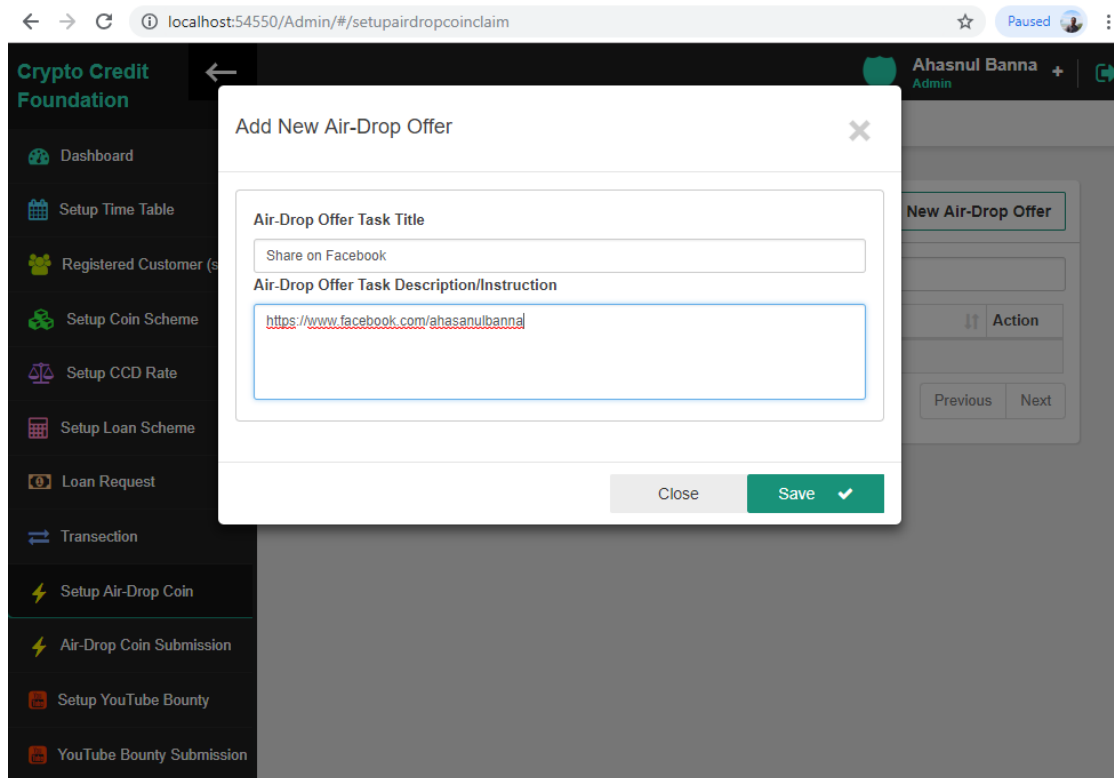 localhost:54550/Admin/#/setupairdropcoinclaim
Paused
Crypto Credit
Foundation
Ahasnul Banna
Admin
Dashboard
Setup Time Table
Registered Customer (s
Setup Coin Scheme
Setup CCD Rate
Setup Loan Scheme
Loan Request
Transection
Setup Air-Drop Coin
Air-Drop Coin Submission
Setup YouTube Bounty
YouTube Bounty Submission
Add New Air-Drop Offer
Air-Drop Offer Task Title
Share on Facebook
Air-Drop Offer Task Description/Instruction
https://www.facebook.com/ahasanulbanna
Close
Save
New Air-Drop Offer
Action
Previous Next